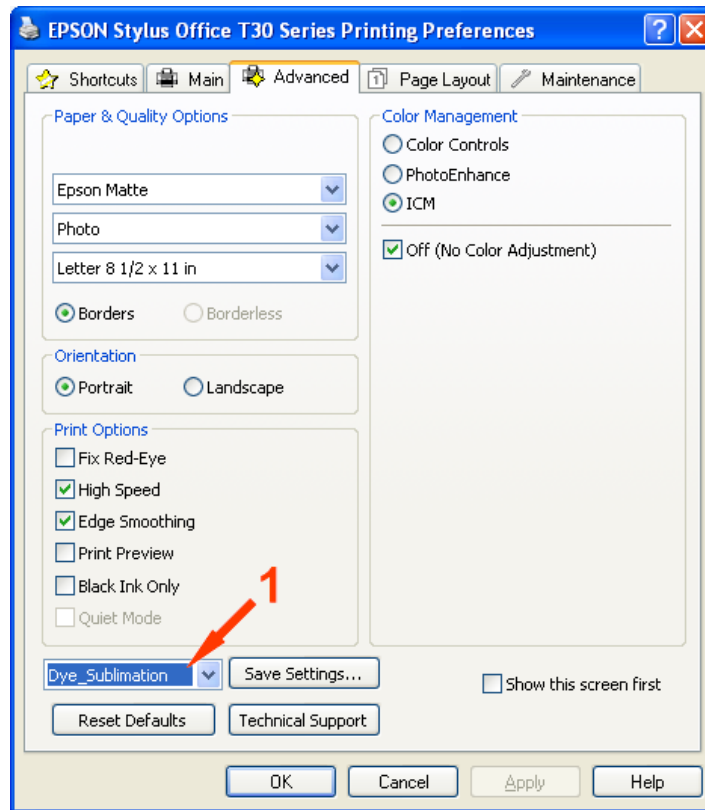 EPSON Stylus Office T30 Series Printing Preferences
Shortcuts
Main
Advanced
1
Page Layout
Maintenance
Paper & Quality Options
Epson Matte
Photo
Letter 8 1/2 x 11 in
Borders
Borderless
Orientation
Portrait
Landscape
Print Options
Fix Red-Eye
High Speed
Edge Smoothing
Print Preview
Black Ink Only
Quiet Mode
1
Color Management
Color Controls
PhotoEnhance
ICM
Off (No Color Adjustment)
Dye_Sublimation
Save Settings...
Show this screen first
Reset Defaults
Technical Support
OK
Cancel
Apply
Help